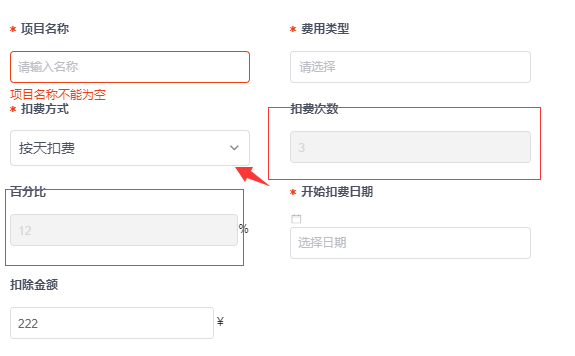 * 项目名称
* 费用类型
请输入名称
请选择
项目名称不能为空
* 扣费方式
扣费次数
按天扣费
3
百分比
* 开始扣费日期
12 %
选择日期
扣除金额
222 ¥